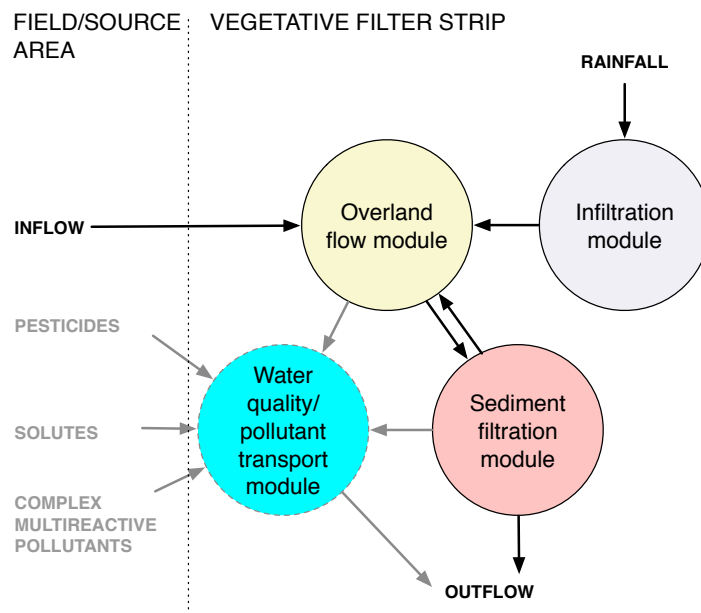 FIELD/SOURCE
AREA
VEGETATIVE FILTER STRIP
RAINFALL
Overland
flow module
Infiltration
module
INFLOW
PESTICIDES
SOLUTES
COMPLEX
MULTIREACTIVE
POLLUTANTS
Water
quality/
pollutant
transport
module
Sediment
filtration
module
OUTFLOW